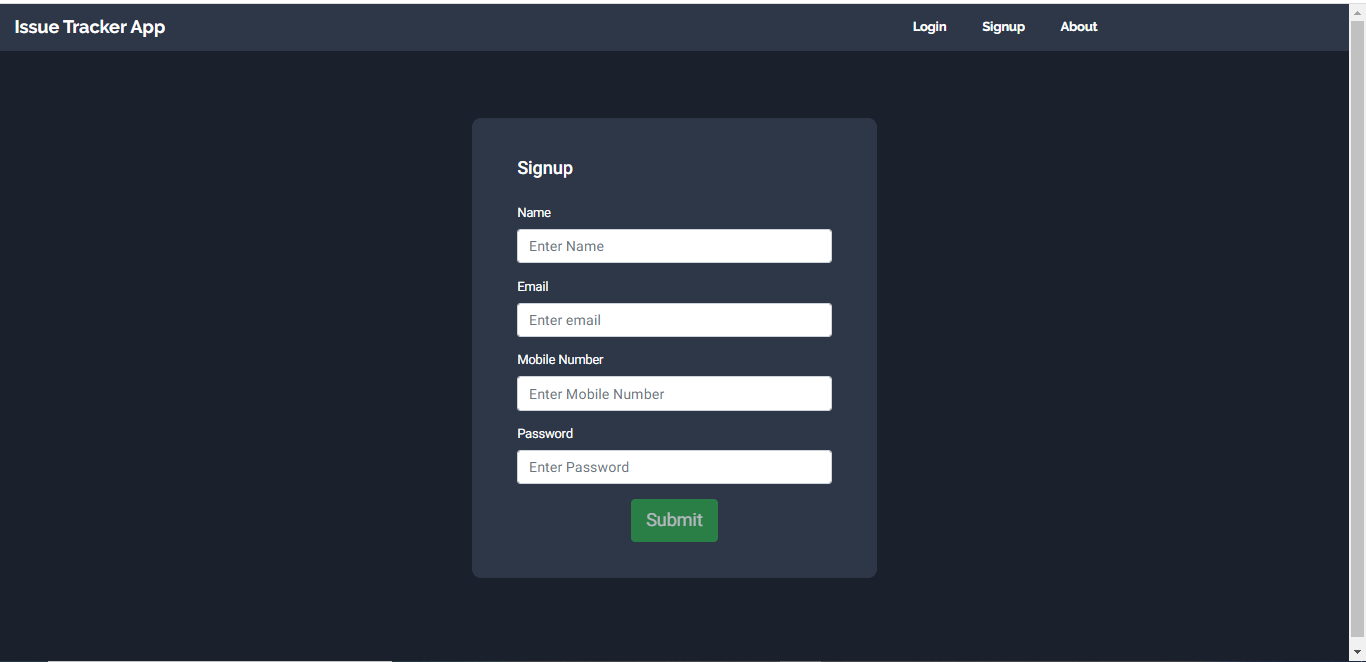 Issue Tracker App
Login Signup About
Signup
Name
Enter Name
Email
Enter email
Mobile Number
Enter Mobile Number
Password
Enter Password
Submit